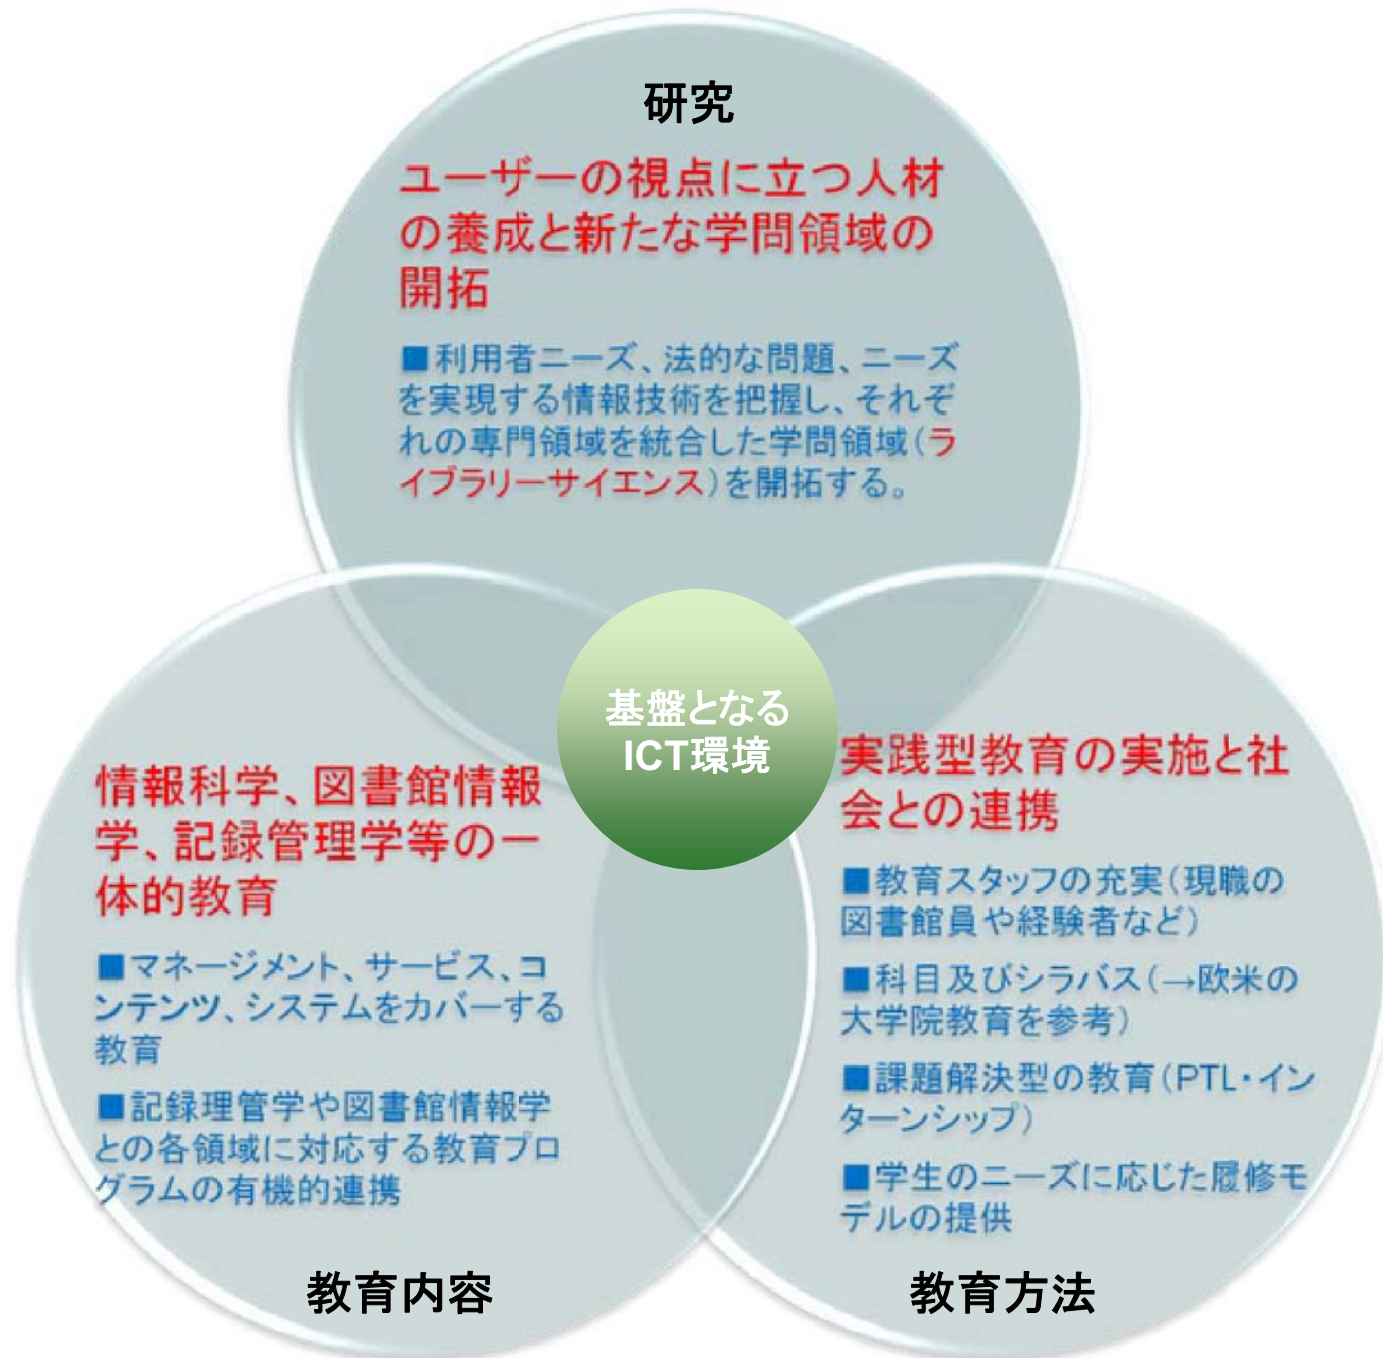 研究
ユーザーの視点に立つ人材
の養成と新たな学問領域の
開拓
■利用者ニーズ、法的な問題、ニーズ
を実現する情報技術を把握し、それぞ
れの専門領域を統合した学問領域(ラ
イブラリーサイエンス)を開拓する。
基盤となる
ICT環境
情報科学、図書館情報
学、記録管理学等の一
体的教育
■マネージメント、サービス、コ
ンテンツ、システムをカバーする
教育
■記録理管学や図書館情報学
との各領域に対応する教育プロ
グラムの有機的連携
教育内容
実践型教育の実施と社
会との連携
■教育スタッフの充実(現職の
図書館員や経験者など)
■科目及びシラバス(→欧米の
大学院教育を参考)
■課題解決型の教育(PTL・イン
ターンシップ)
■学生のニーズに応じた履修モ
デルの提供
教育方法